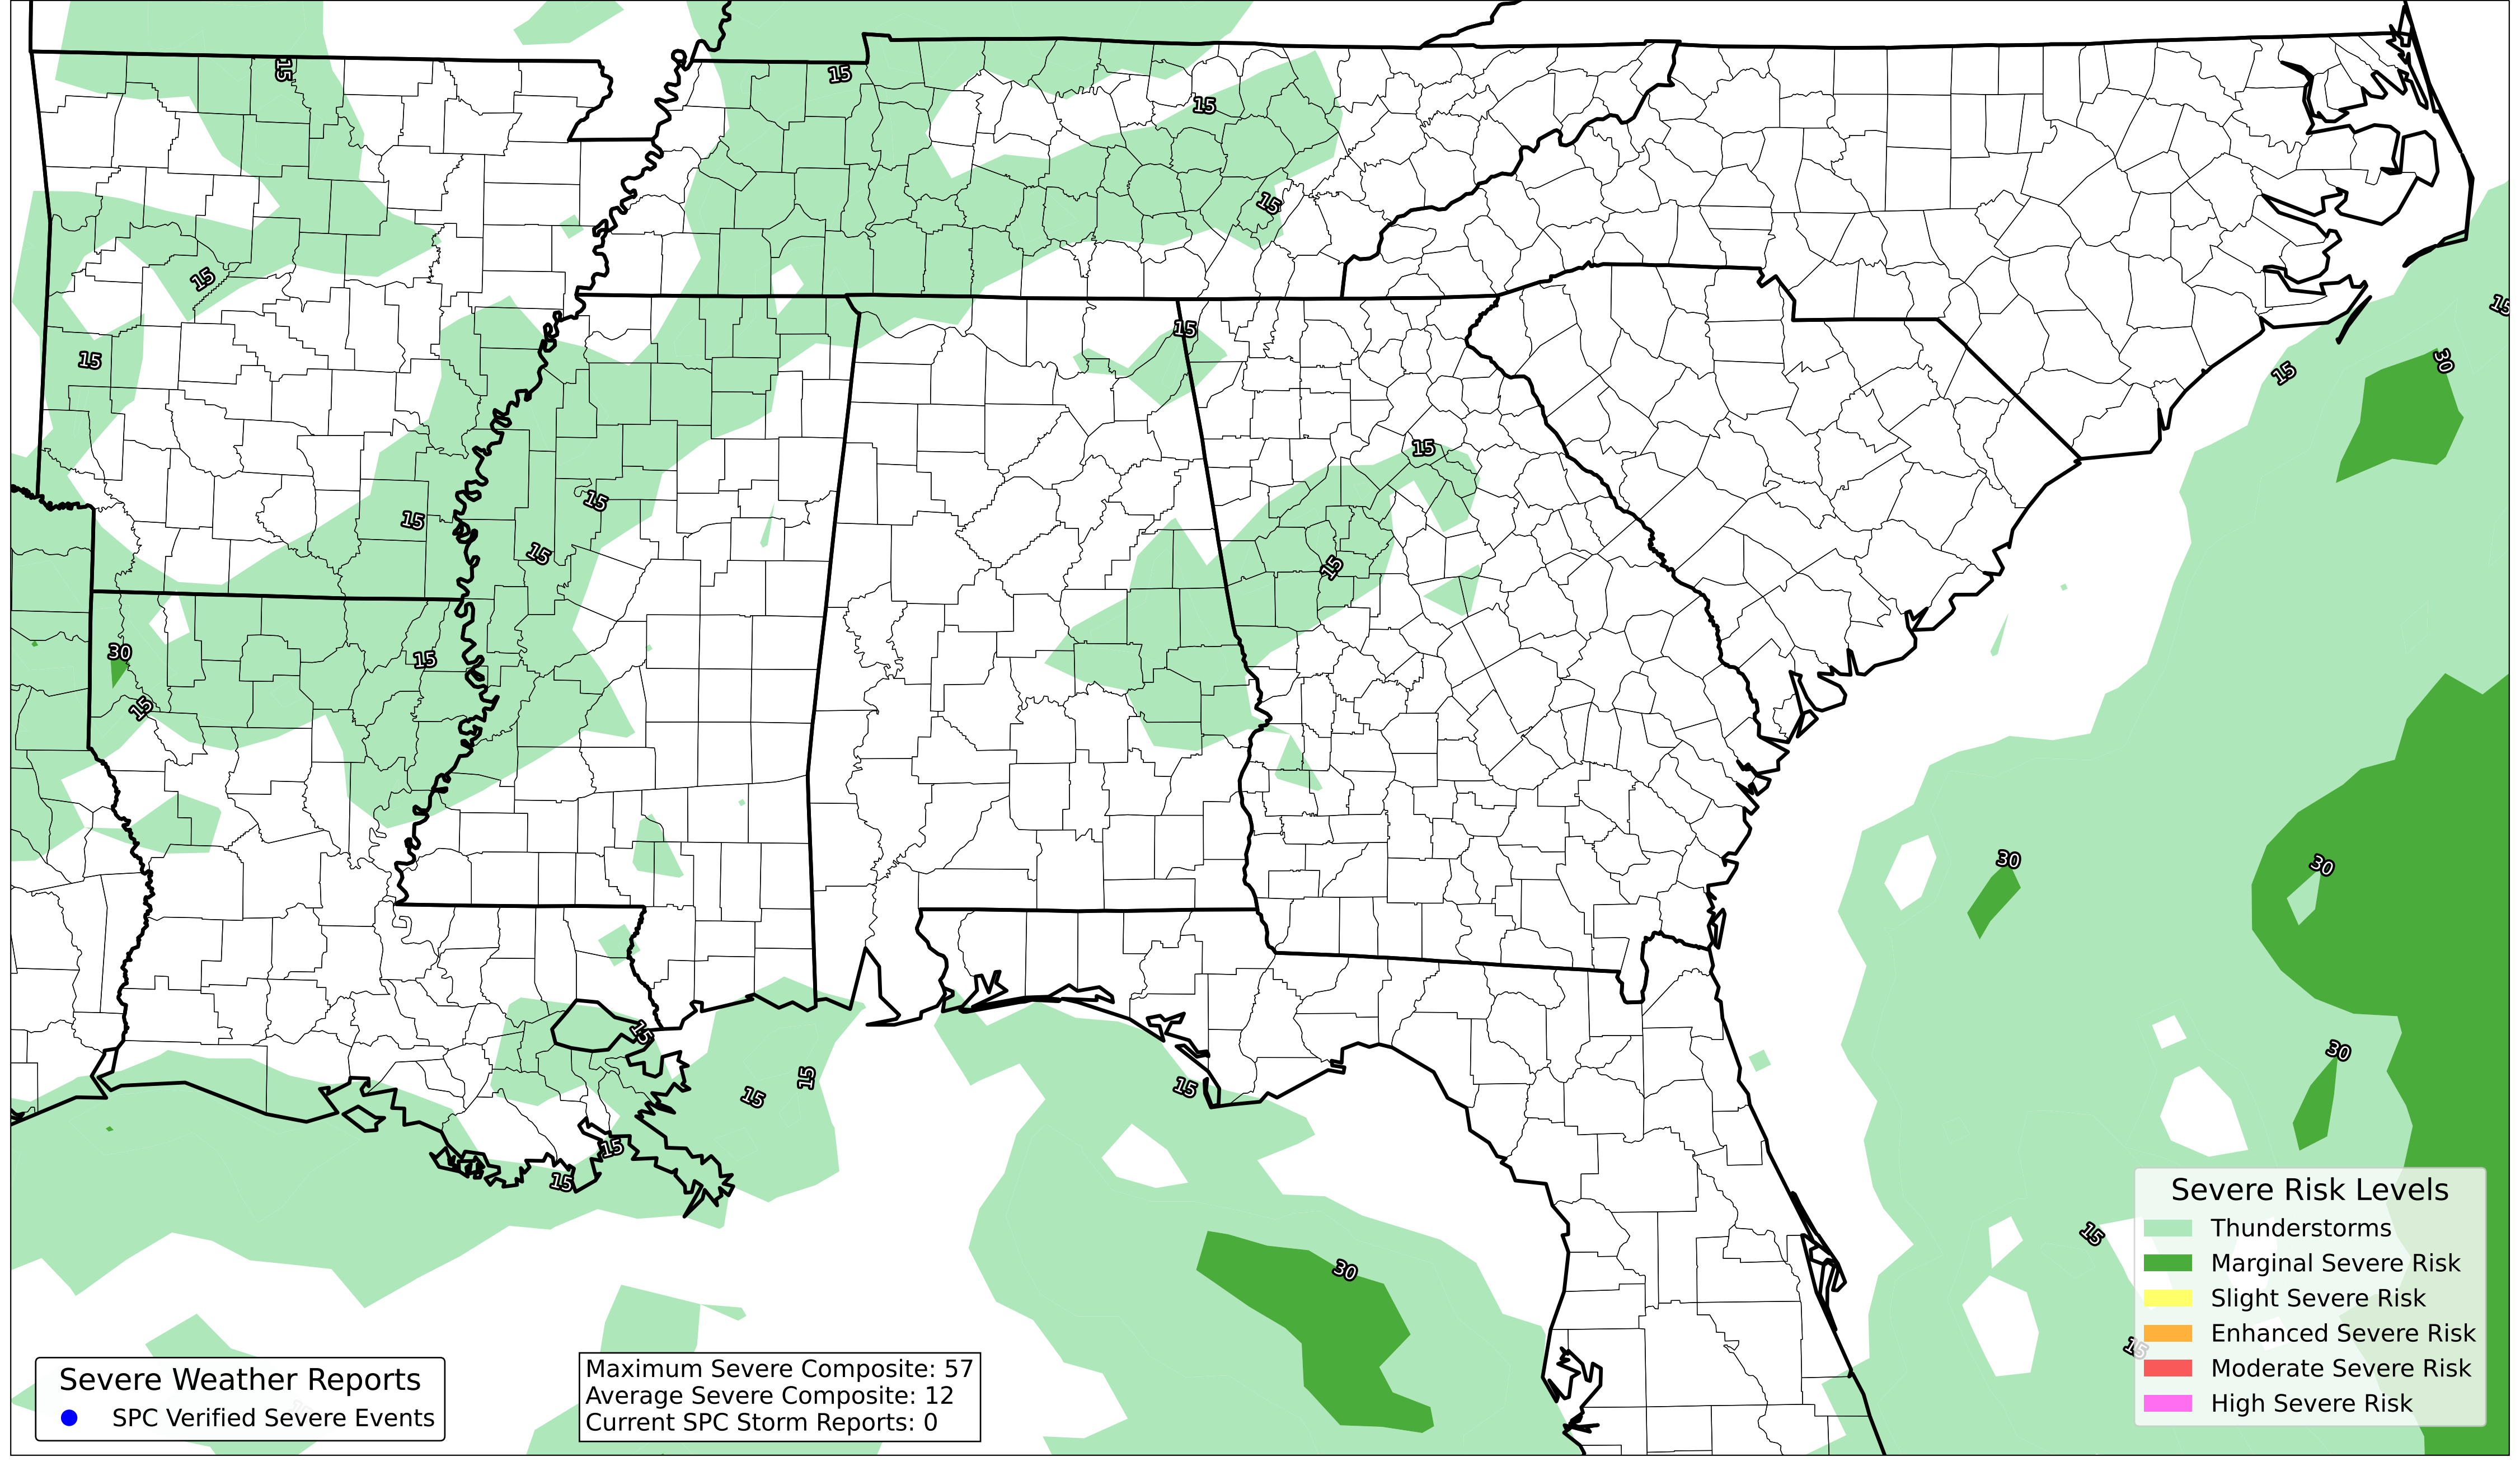 15
15
15
15
15
15
15
15
30
15
15
15
15
30
15
15
15
15
30
15
30
30
15
15
15
15
30
15
15
15
30
15
Severe Weather Reports
SPC Verified Severe Events
Maximum Severe Composite: 57
Average Severe Composite: 12
Current SPC Storm Reports: 0
Severe Risk Levels
Thunderstorms
Marginal Severe Risk
Slight Severe Risk
Enhanced Severe Risk
Moderate Severe Risk
High Severe Risk